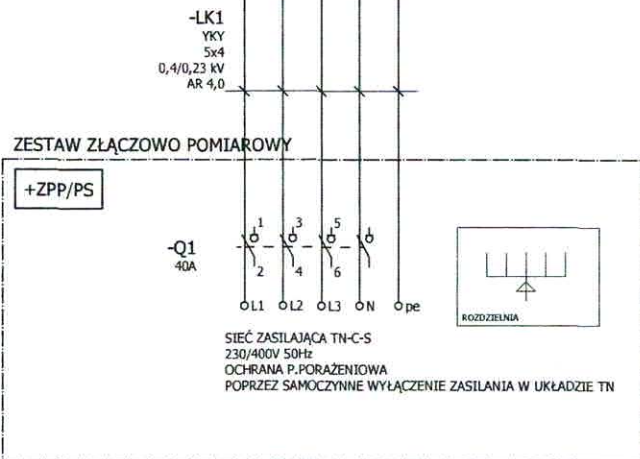 -LK1
YKY
5x4
0,4/0,23 kV
AR 4,0
ZESTAW ZŁĄCZOWO POMIAROWY
+ZPP/PS
-Q1
40A
1 3 5
2 4 6
L1 L2 L3 N pe
ROZDZIELNIA
SIEĆ ZASILAJĄCA TN-C-S
230/400V 50Hz
OCHRANA P.PORAŻENIOWA
POPRZEZ SAMOCZYNNE WYŁĄCZENIE ZASILANIA W UKŁADZIE TN